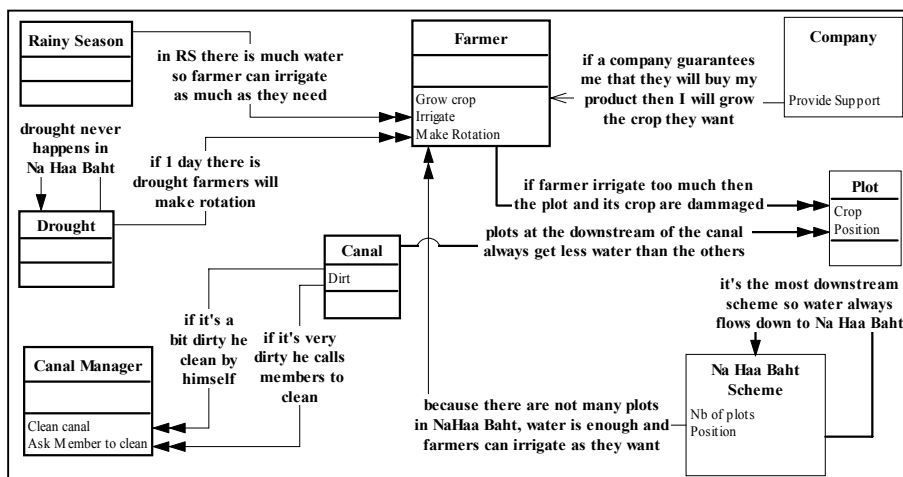 Rainy Season
in RS there is much water
so farmer can irrigate
as much as they need
Farmer
Grow crop
Irrigate
Make Rotation
if a company guarantees
me that they will buy my
product then I will grow
the crop they want
Company
Provide Support
drought never
happens in
Na Haa Baht
if 1 day there is
drought farmers will
make rotation
Drought
if farmer irrigate too much then
the plot and its crop are dammaged
Plot
Crop
Position
Canal
Dirt
plots at the downstream of the canal
always get less water than the others
if it's a
bit dirty he
clean by
himself
if it's very
dirty he calls
members to
clean
it's the most downstream
scheme so water always
flows down to Na Haa Baht
Canal Manager
Clean canal
Ask Member to clean
because there are not many plots
in NaHaa Baht, water is enough and
farmers can irrigate as they want
Na Haa Baht
Scheme
Nb of plots
Position